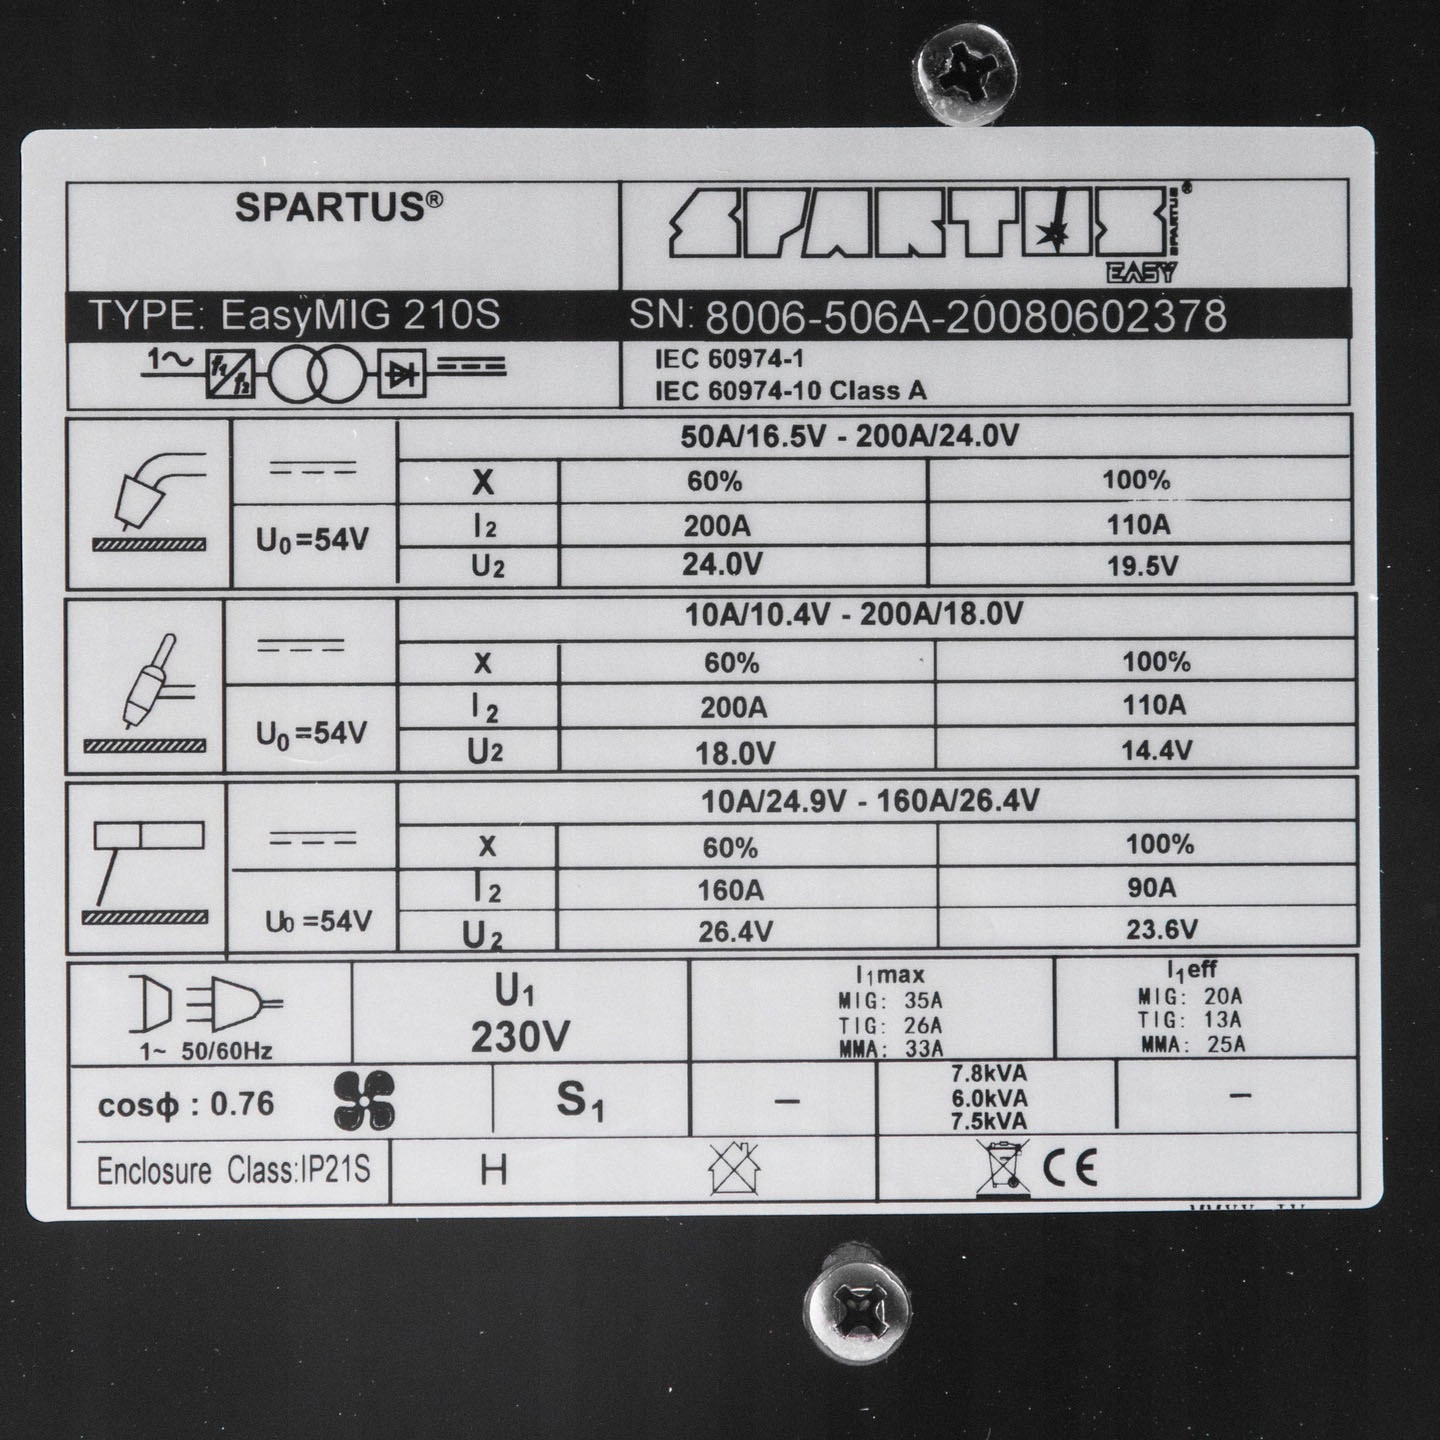 SPARTUS®
SPARTUS®
SPARTUS
EASY
TYPE: EasyMIG 210S
SN: 8006-506A-20080602378
1~
f1/f2
IEC 60974-1
IEC 60974-10 Class A
50A/16.5V - 200A/24.0V
X 60% 100%
U0=54V
I2 200A 110A
U2 24.0V 19.5V
10A/10.4V - 200A/18.0V
X 60% 100%
U0=54V
I2 200A 110A
U2 18.0V 14.4V
10A/24.9V - 160A/26.4V
X 60% 100%
U0=54V
I2 160A 90A
U2 26.4V 23.6V
1~ 50/60Hz
U1
230V
I1max
MIG: 35A
TIG: 26A
MMA: 33A
I1eff
MIG: 20A
TIG: 13A
MMA: 25A
cosϕ : 0.76
S1
–
7.8kVA
6.0kVA
7.5kVA
–
Enclosure Class:IP21S
H
CE